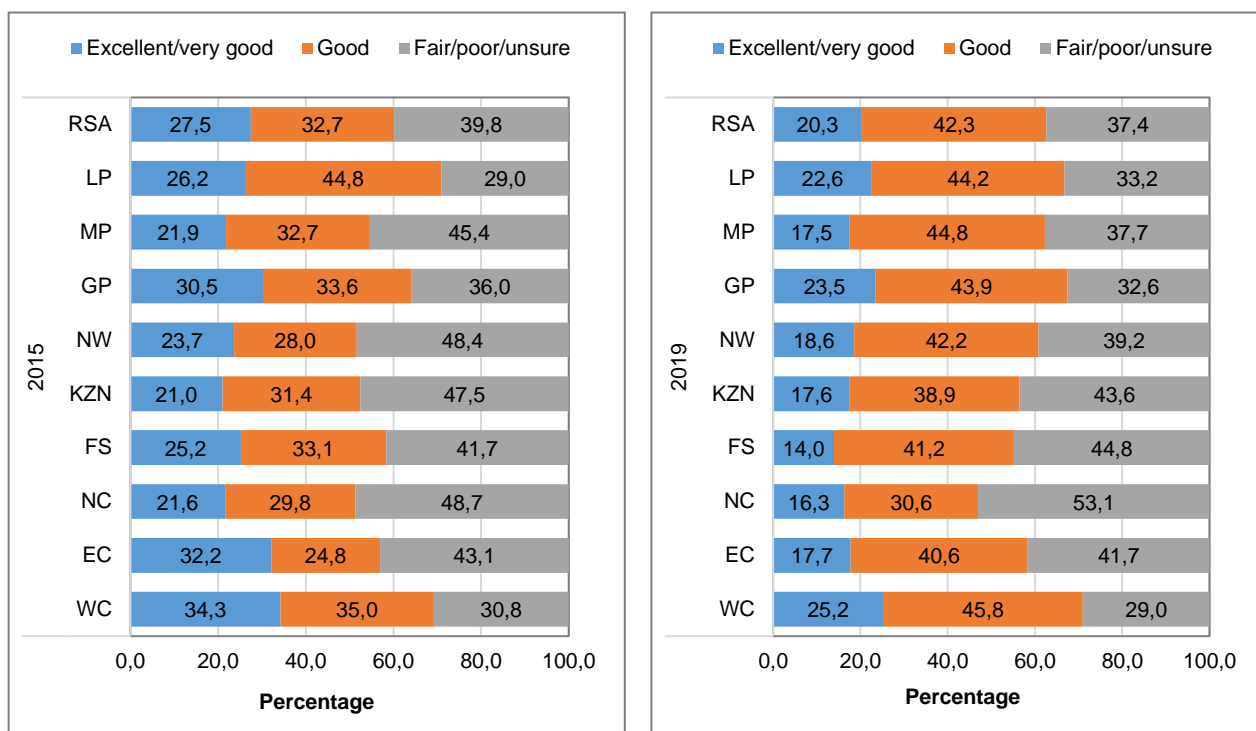 Excellent/very good Good Fair/poor/unsure
RSA 27,5 32,7 39,8
LP 26,2 44,8 29,0
MP 21,9 32,7 45,4
GP 30,5 33,6 36,0
NW 23,7 28,0 48,4
KZN 21,0 31,4 47,5
FS 25,2 33,1 41,7
NC 21,6 29,8 48,7
EC 32,2 24,8 43,1
WC 34,3 35,0 30,8
2015
0,0 20,0 40,0 60,0 80,0 100,0
Percentage
Excellent/very good Good Fair/poor/unsure
RSA 20,3 42,3 37,4
LP 22,6 44,2 33,2
MP 17,5 44,8 37,7
GP 23,5 43,9 32,6
NW 18,6 42,2 39,2
KZN 17,6 38,9 43,6
FS 14,0 41,2 44,8
NC 16,3 30,6 53,1
EC 17,7 40,6 41,7
WC 25,2 45,8 29,0
2019
0,0 20,0 40,0 60,0 80,0 100,0
Percentage